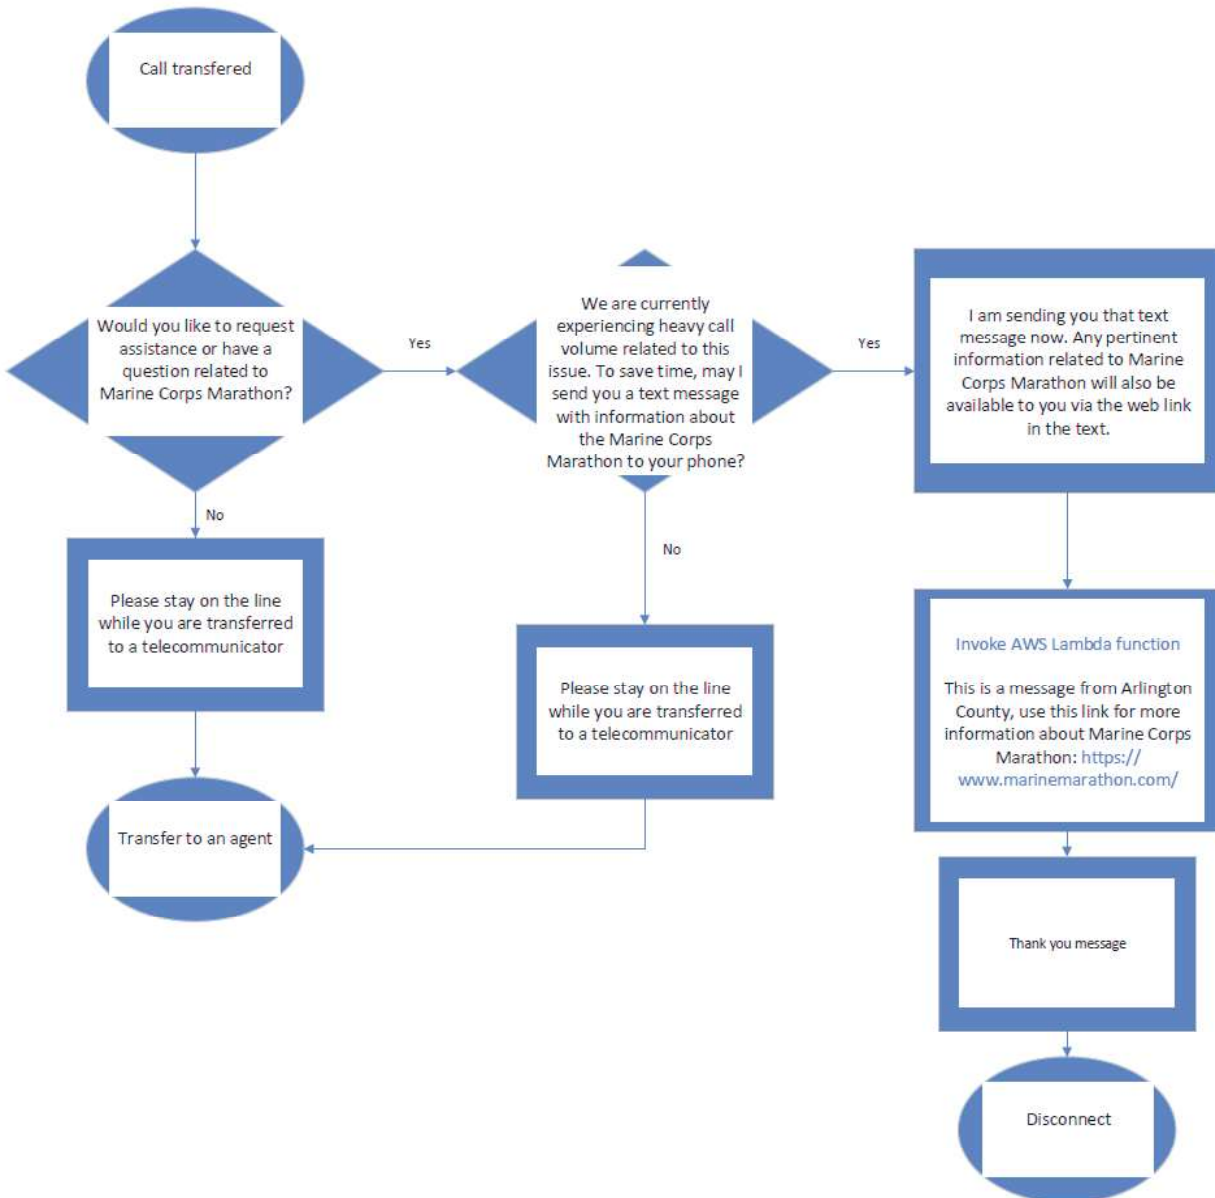 Call transfered
Would you like to request
assistance or have a
question related to
Marine Corps Marathon?
Yes
We are currently
experiencing heavy call
volume related to this
issue. To save time, may I
send you a text message
with information about
the Marine Corps
Marathon to your phone?
Yes
I am sending you that text
message now. Any pertinent
information related to Marine
Corps Marathon will also be
available to you via the web link
in the text.
No
Please stay on the line
while you are transferred
to a telecommunicator
No
Please stay on the line
while you are transferred
to a telecommunicator
Invoke AWS Lambda function
This is a message from Arlington
County, use this link for more
information about Marine Corps
Marathon: https://
www.marinemarathon.com/
Transfer to an agent
Thank you message
Disconnect